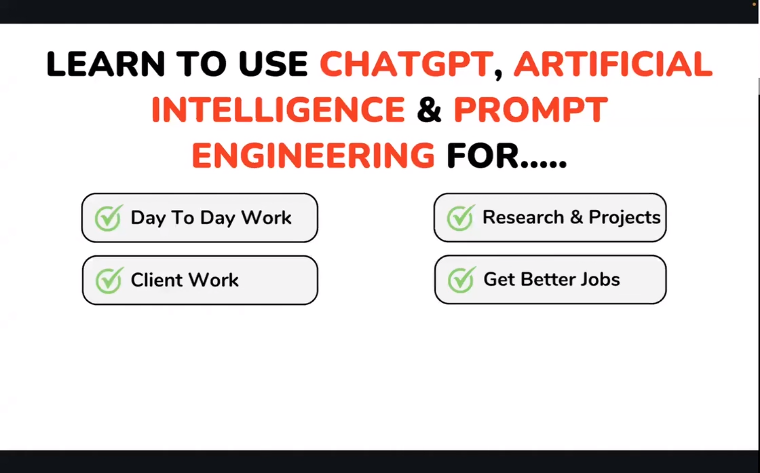 LEARN TO USE CHATGPT, ARTIFICIAL
INTELLIGENCE & PROMPT
ENGINEERING FOR.....
Day To Day Work
Research & Projects
Client Work
Get Better Jobs